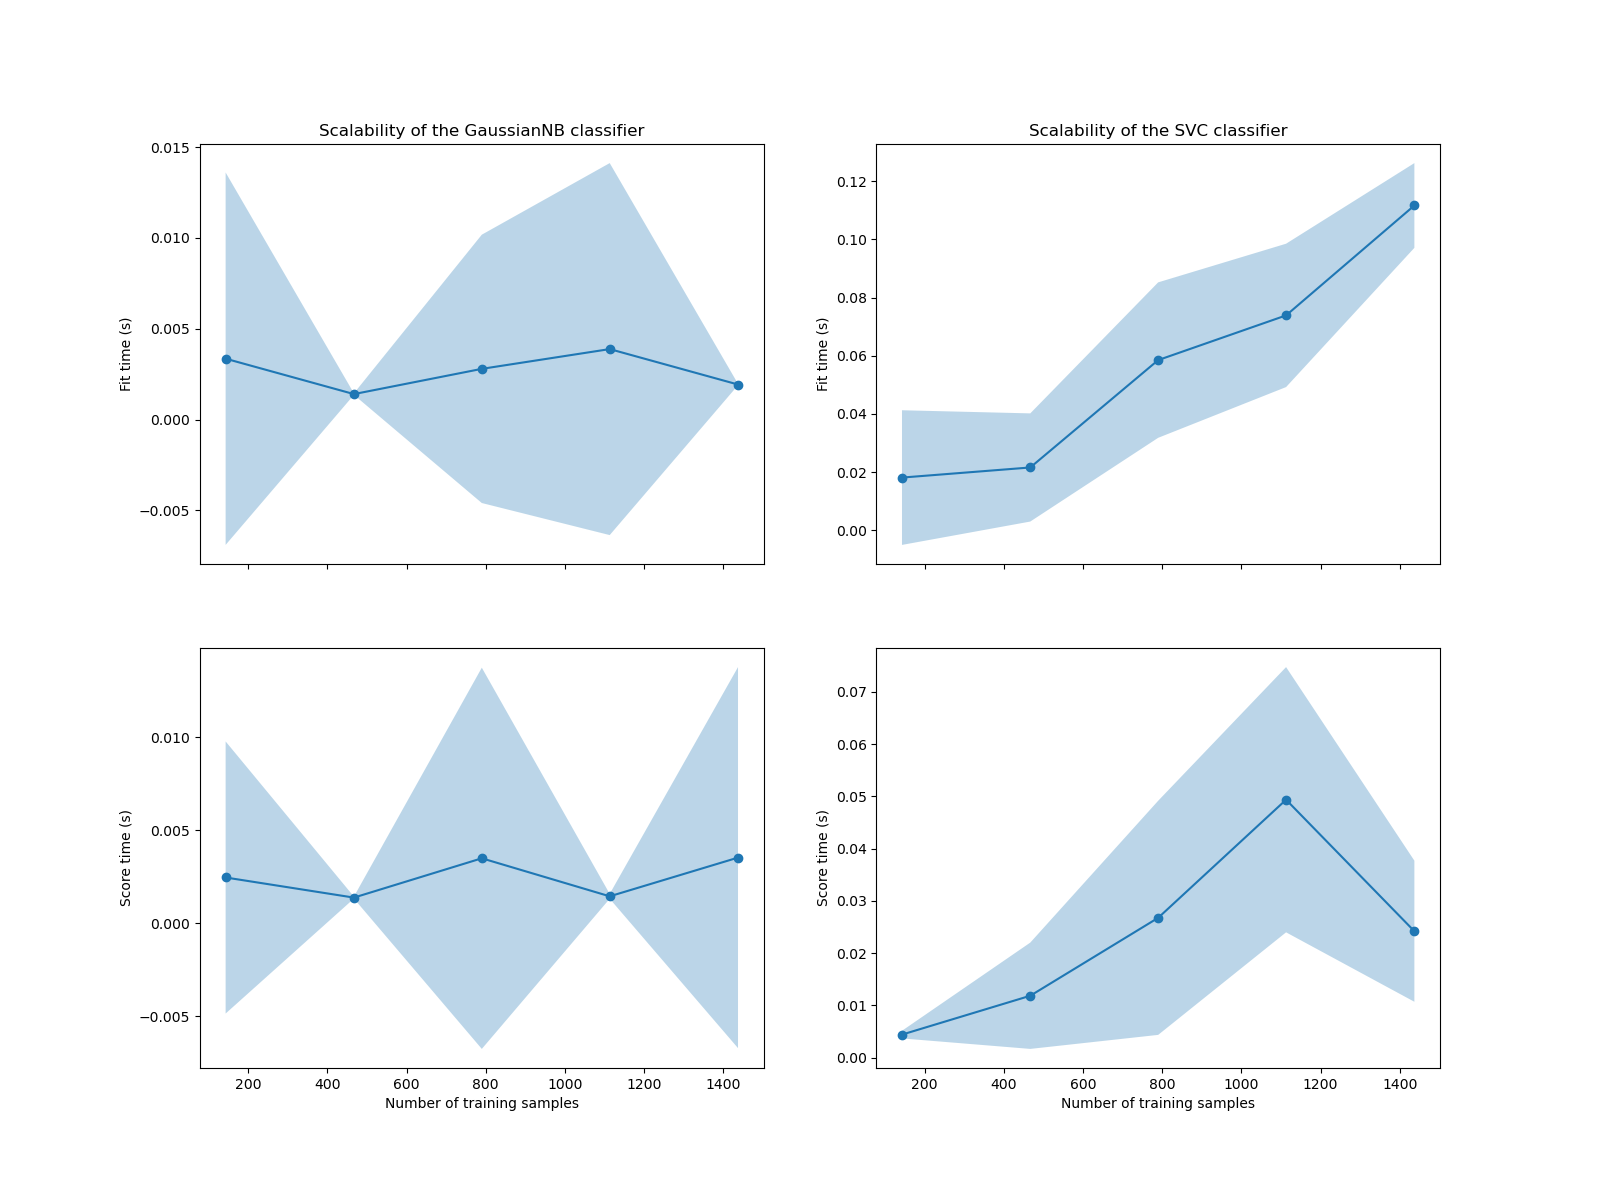 Scalability of the GaussianNB classifier
0.015
0.010
0.005
0.000
−0.005
Fit time (s)
Scalability of the SVC classifier
0.12
0.10
0.08
0.06
0.04
0.02
0.00
Fit time (s)
0.010
0.005
0.000
−0.005
Score time (s)
200 400 600 800 1000 1200 1400
Number of training samples
0.07
0.06
0.05
0.04
0.03
0.02
0.01
0.00
Score time (s)
200 400 600 800 1000 1200 1400
Number of training samples